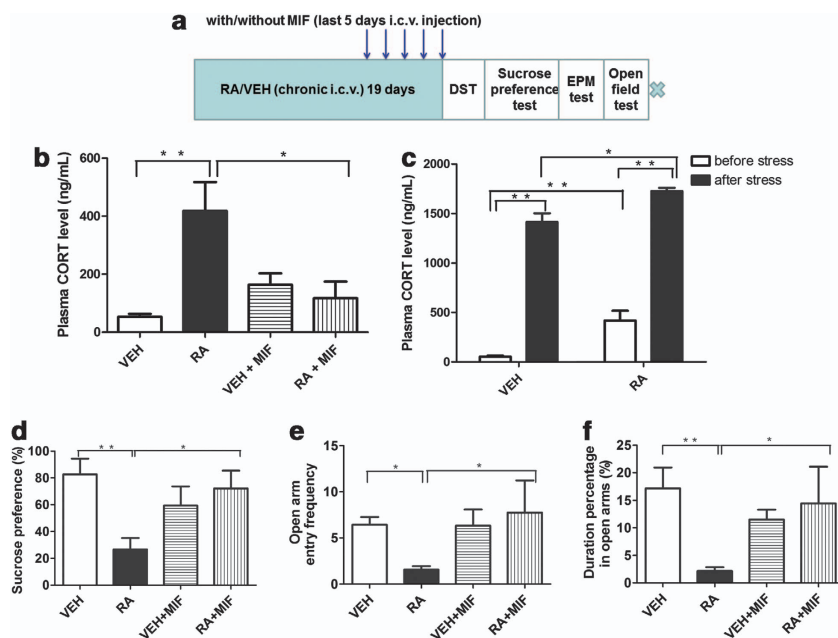 a
with/without MIF (last 5 days i.c.v. injection)
RA/VEH (chronic i.c.v.) 19 days
DST
Sucrose
preference
test
EPM
test
Open
field
test
b
Plasma CORT level (ng/mL)
600
400
200
0
* *
*
VEH
RA
VEH + MIF
RA + MIF
c
Plasma CORT level (ng/mL)
2000
1500
1000
500
0
*
* *
* *
* *
before stress
after stress
VEH
RA
d
Sucrose preference (%)
100
80
60
40
20
0
* *
*
VEH
RA
VEH+MIF
RA+MIF
e
Open arm
entry frequency
15
10
5
0
*
*
VEH
RA
VEH+MIF
RA+MIF
f
Duration percentage
in open arms (%)
25
20
15
10
5
0
* *
*
VEH
RA
VEH+MIF
RA+MIF